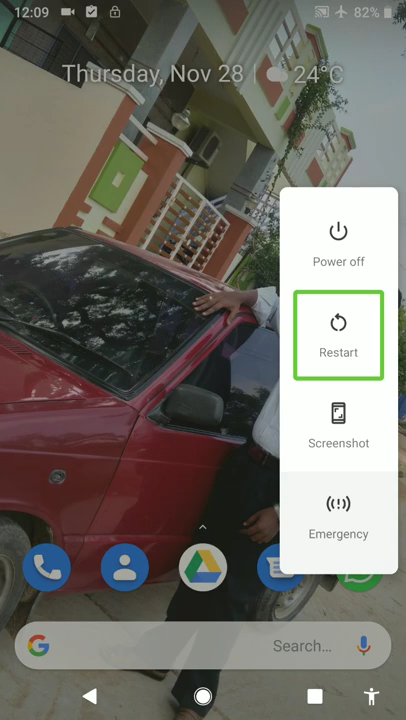 12:09
82%
Thursday, Nov 28 | 24°C
Power off
Restart
Screenshot
Emergency
G
Search...